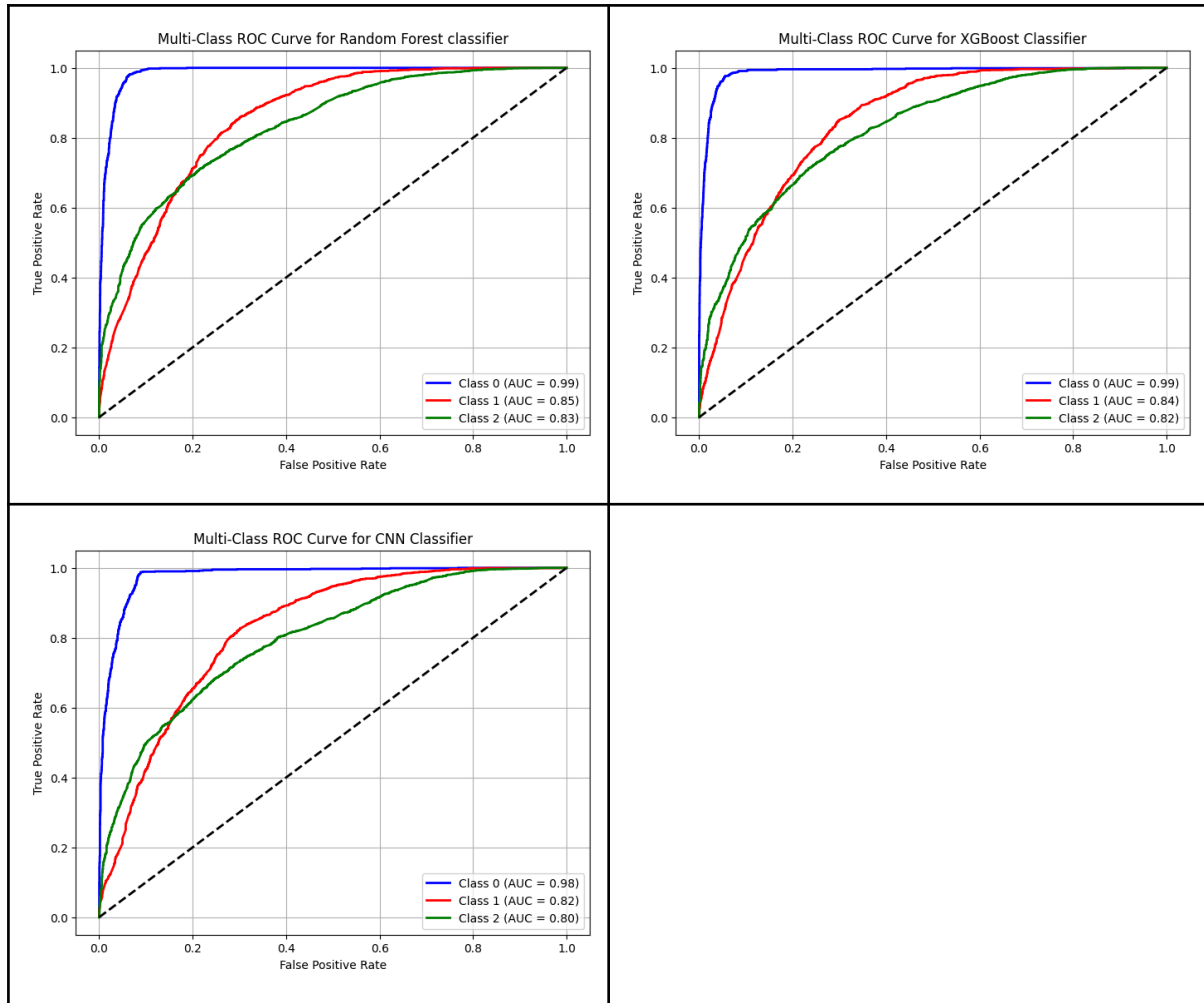 Multi-Class ROC Curve for Random Forest classifier
1.0
0.8
0.6
0.4
0.2
0.0
True Positive Rate
Class 0 (AUC = 0.99)
Class 1 (AUC = 0.85)
Class 2 (AUC = 0.83)
0.0 0.2 0.4 0.6 0.8 1.0
False Positive Rate
Multi-Class ROC Curve for XGBoost Classifier
1.0
0.8
0.6
0.4
0.2
0.0
True Positive Rate
Class 0 (AUC = 0.99)
Class 1 (AUC = 0.84)
Class 2 (AUC = 0.82)
0.0 0.2 0.4 0.6 0.8 1.0
False Positive Rate
Multi-Class ROC Curve for CNN Classifier
1.0
0.8
0.6
0.4
0.2
0.0
True Positive Rate
Class 0 (AUC = 0.98)
Class 1 (AUC = 0.82)
Class 2 (AUC = 0.80)
0.0 0.2 0.4 0.6 0.8 1.0
False Positive Rate